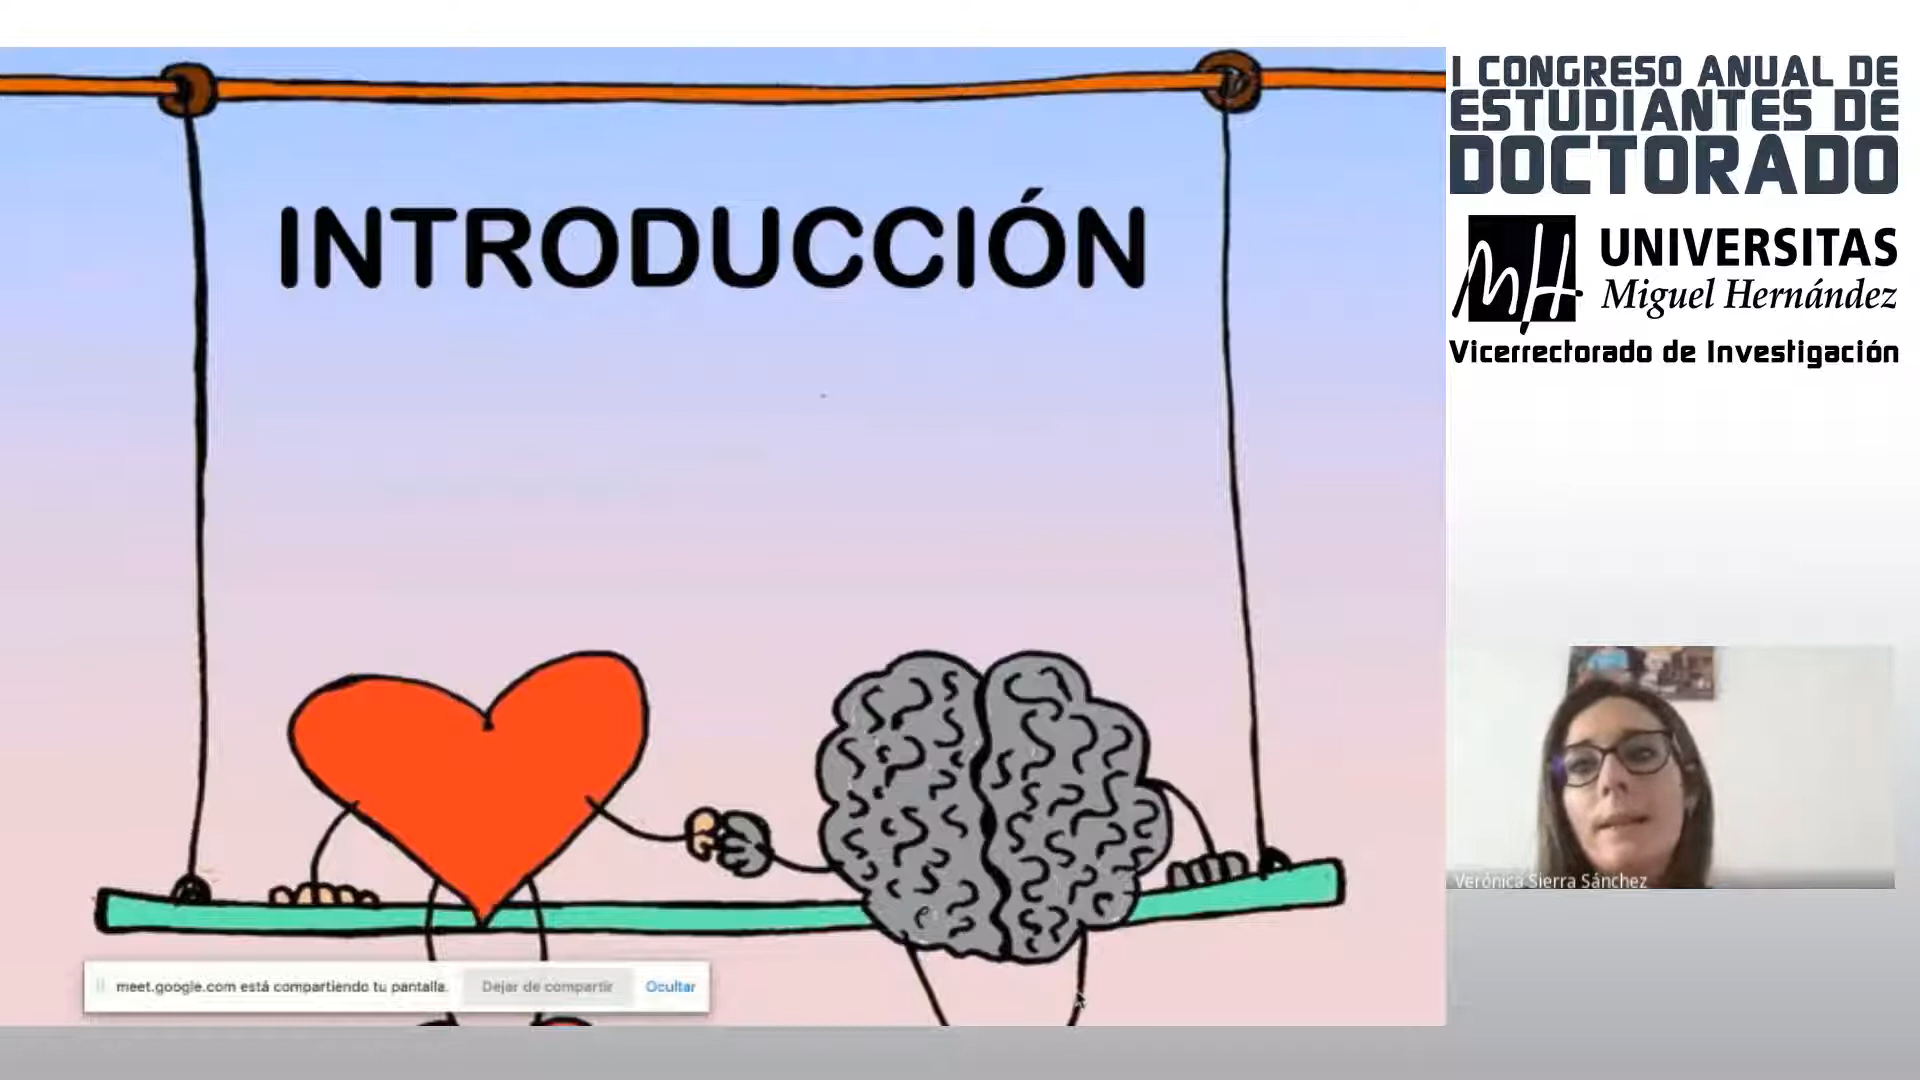 INTRODUCCIÓN
meet.google.com está compartiendo tu pantalla.
Dejar de compartir
Ocultar
I CONGRESO ANUAL DE
ESTUDIANTES DE
DOCTORADO
MH
UNIVERSITAS
Miguel Hernández
Vicerrectorado de Investigación
Verónica Sierra Sánchez